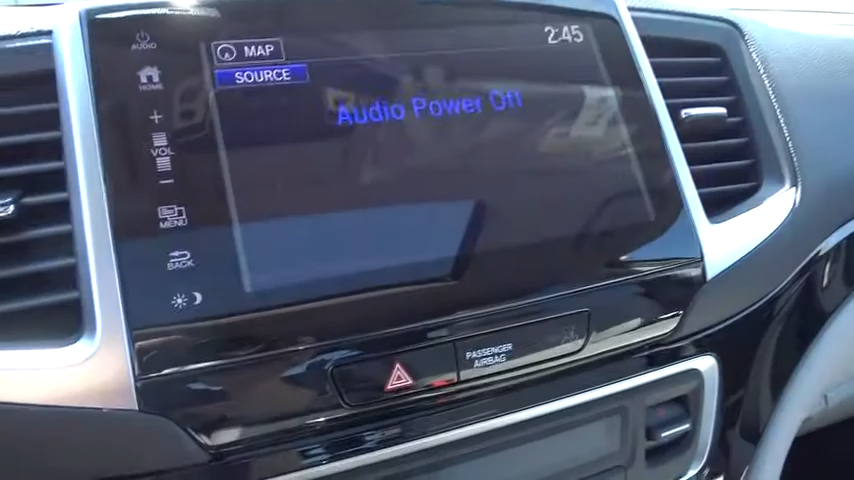 AUDIO
MAP
2:45
HOME
SOURCE
Audio Power Off
+
VOL
-
MENU
BACK
PASSENGER
AIRBAG